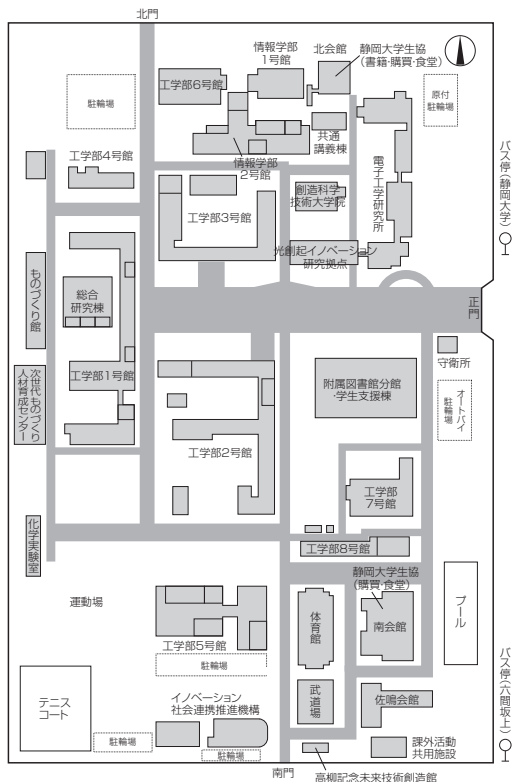 北門
情報学部
1号館
北会館
静岡大学生協
(書籍・購買・食堂)
工学部6号館
駐輪場
原付
駐輪場
共通
講義棟
情報学部
2号館
工学部4号館
バス停(静岡大学)
電子工学研究所
創造科学
技術大学院
工学部3号館
光創起イノベーション
研究拠点
ものづくり館
総合
研究棟
正門
守衛所
工学部1号館
次世代ものづくり
人材育成センター
附属図書館分館
・学生支援棟
オートバイ
駐輪場
工学部2号館
工学部
7号館
化学実験室
工学部8号館
静岡大学生協
(購買・食堂)
運動場
体育館
南会館
プール
工学部5号館
駐輪場
テニス
コート
イノベーション
社会連携推進機構
武道場
佐鳴会館
バス停(六間坂上)
駐輪場
駐輪場
課外活動
共用施設
南門
高柳記念未来技術創造館